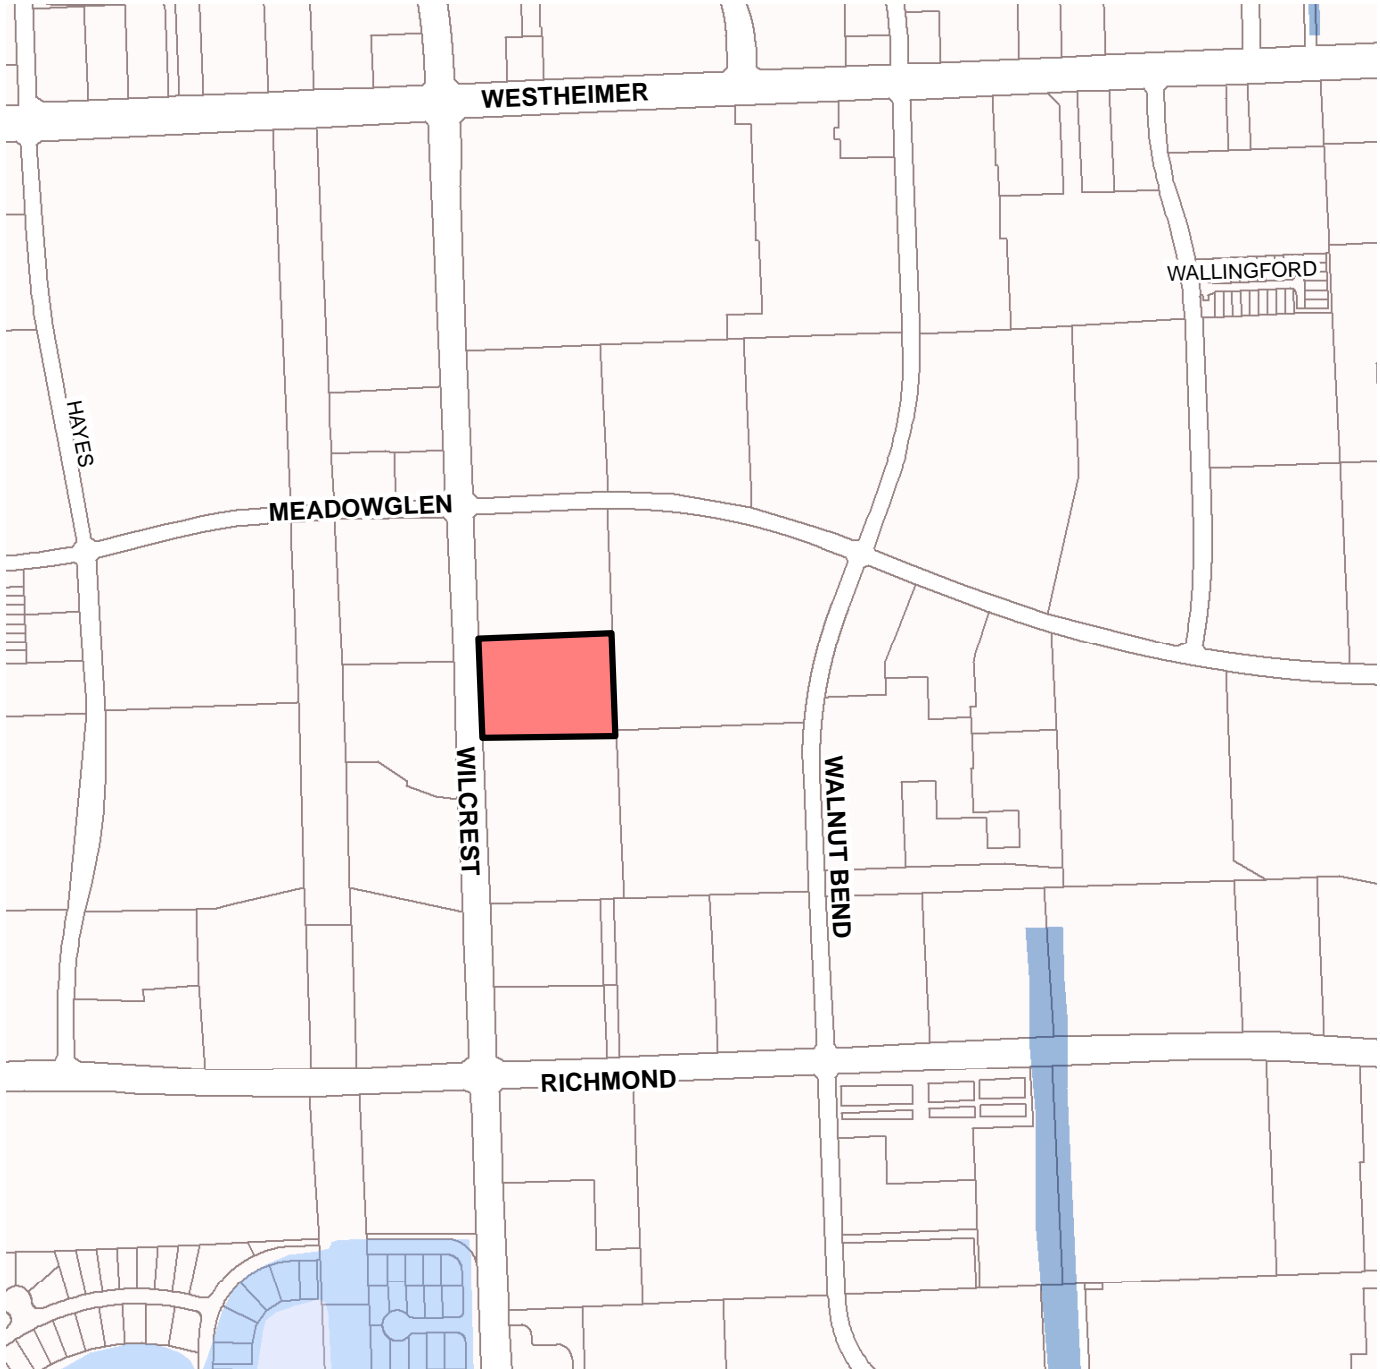 WESTHEIMER
WALLINGFORD
HAYES
MEADOWGLEN
WILCREST
WALNUT BEND
RICHMOND